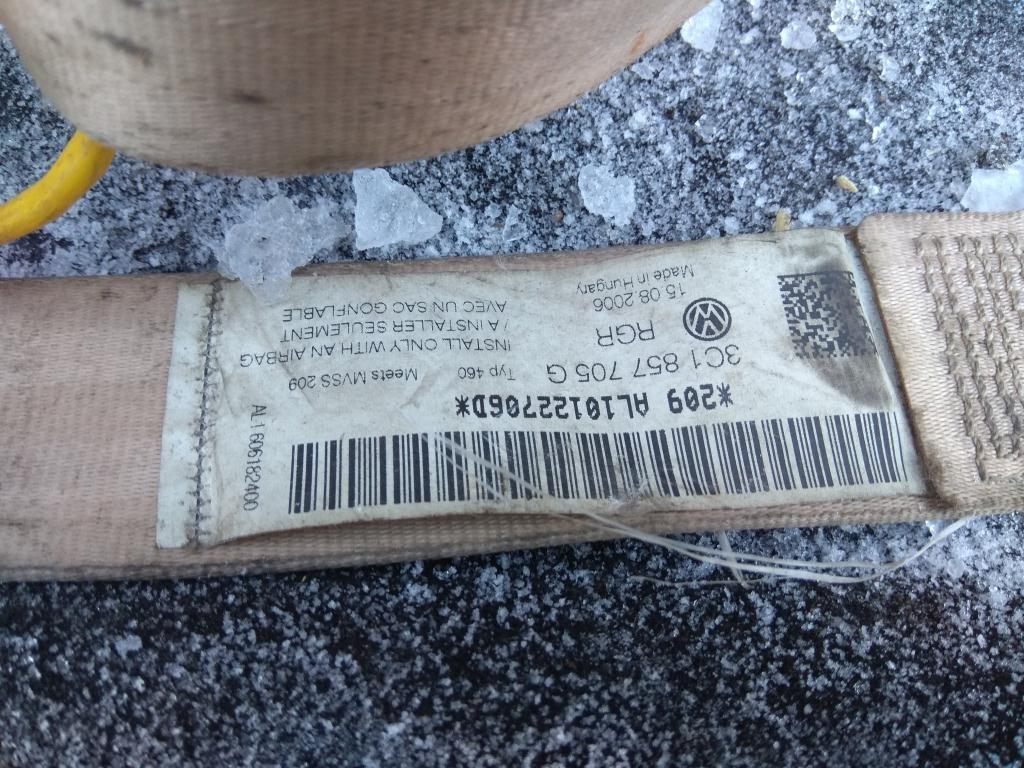 *209 AL10122706D*
3C1 857 705 G
RGR
15.08.2006
Made in Hungary
Typ 460
Meets MVSS 209
INSTALL ONLY WITH AN AIRBAG
/ A INSTALLER SEULEMENT
AVEC UN SAC GONFLABLE
AL1606182400